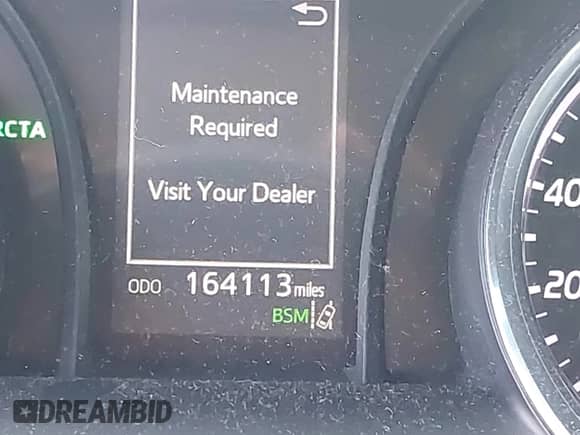 Maintenance
Required
RCTA
Visit Your Dealer
40
ODO 164113 miles
20
BSM
DREAMBID